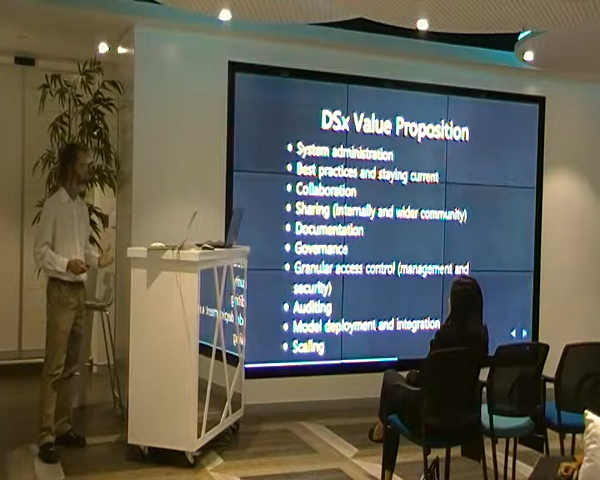 DSx Value Proposition
• System administration
• Best practices and staying current
• Collaboration
• Sharing (Internally and wider community)
• Documentation
• Governance
• Granular access control (management and
security)
• Auditing
• Model deployment and integration
• Scaling